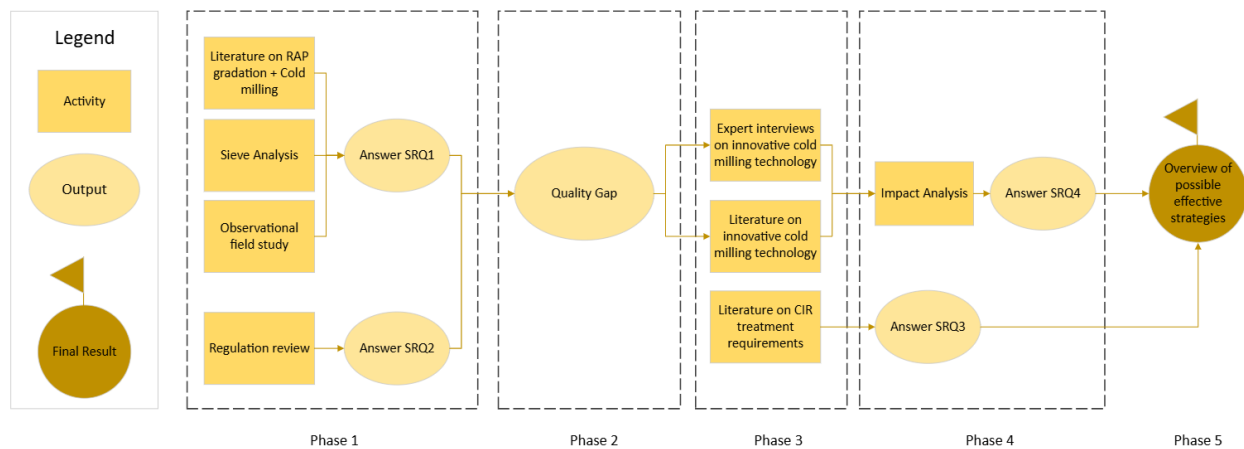 Legend
Activity
Output
Final Result
Literature on RAP
gradation + Cold
milling
Sieve Analysis
Observational
field study
Regulation review
Answer SRQ1
Answer SRQ2
Phase 1
Quality Gap
Phase 2
Expert interviews
on innovative cold
milling technology
Literature on
innovative cold
milling technology
Literature on CIR
treatment
requirements
Phase 3
Impact Analysis
Answer SRQ4
Answer SRQ3
Phase 4
Overview of
possible
effective
strategies
Phase 5